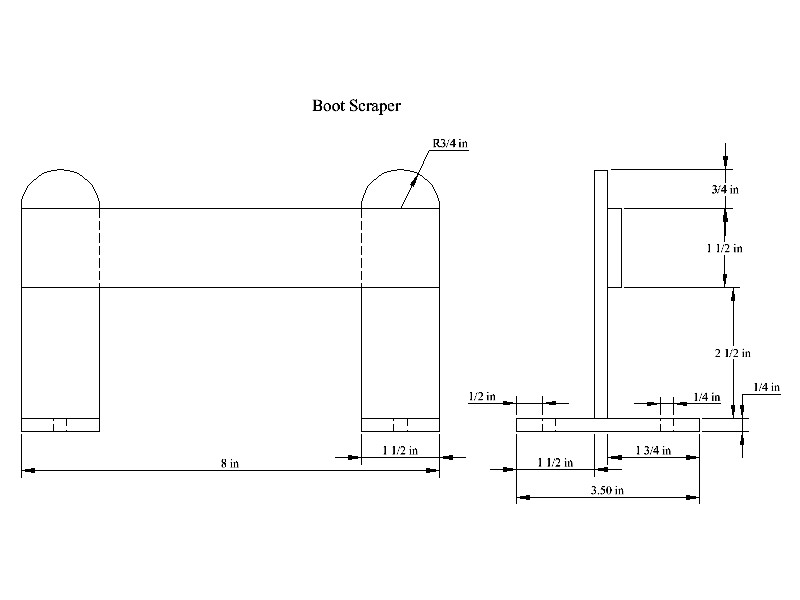 Boot Scraper
R3/4 in
3/4 in
1 1/2 in
2 1/2 in
1/4 in
1/2 in
1/4 in
1 1/2 in
8 in
1 1/2 in
1 3/4 in
3.50 in